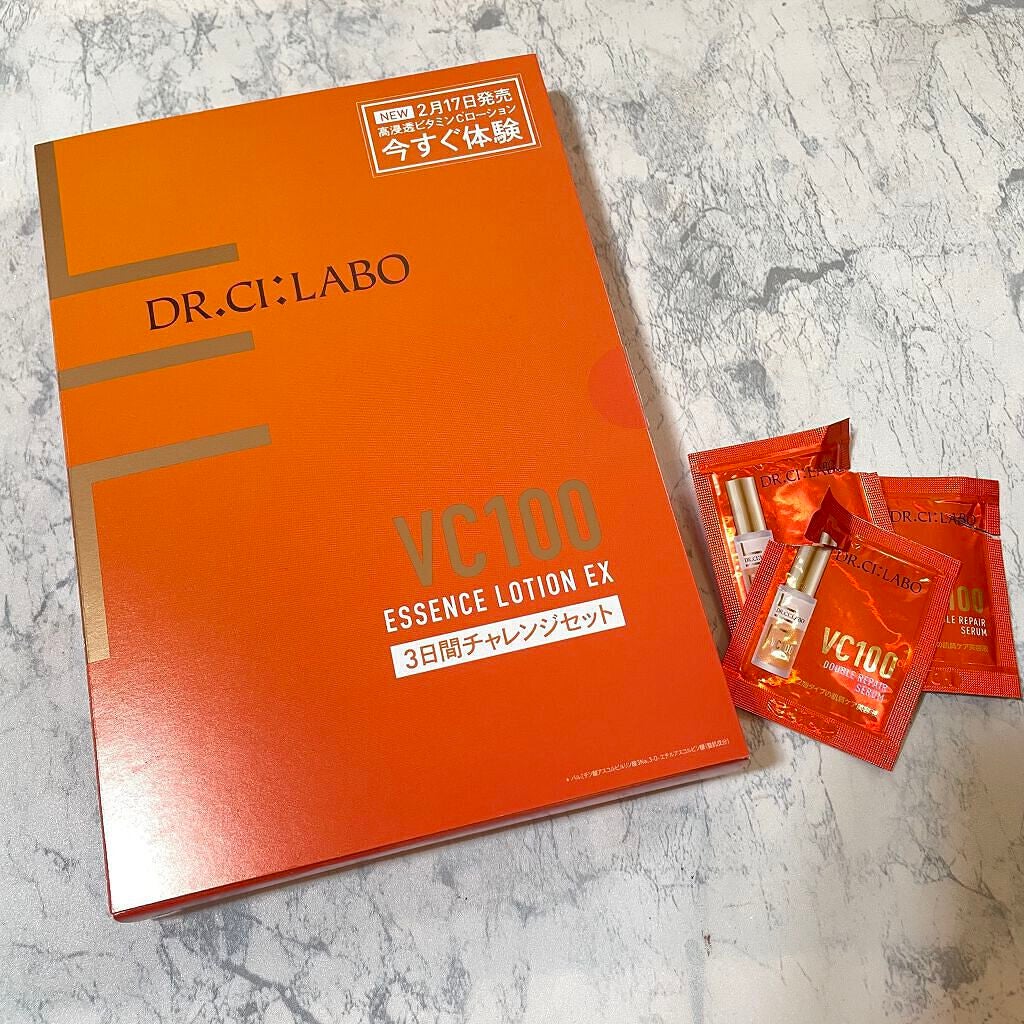 NEW 2月17日発売
高浸透ビタミンCローション
今すぐ体験
DR.CI:LABO
VC100
ESSENCE LOTION EX
3日間チャレンジセット
DR.CI:LABO
DR.CI:LABO
VC100
DOUBLE REPAIR
SERUM
DR.CI:LABO
100
LE REPAIR
SERUM